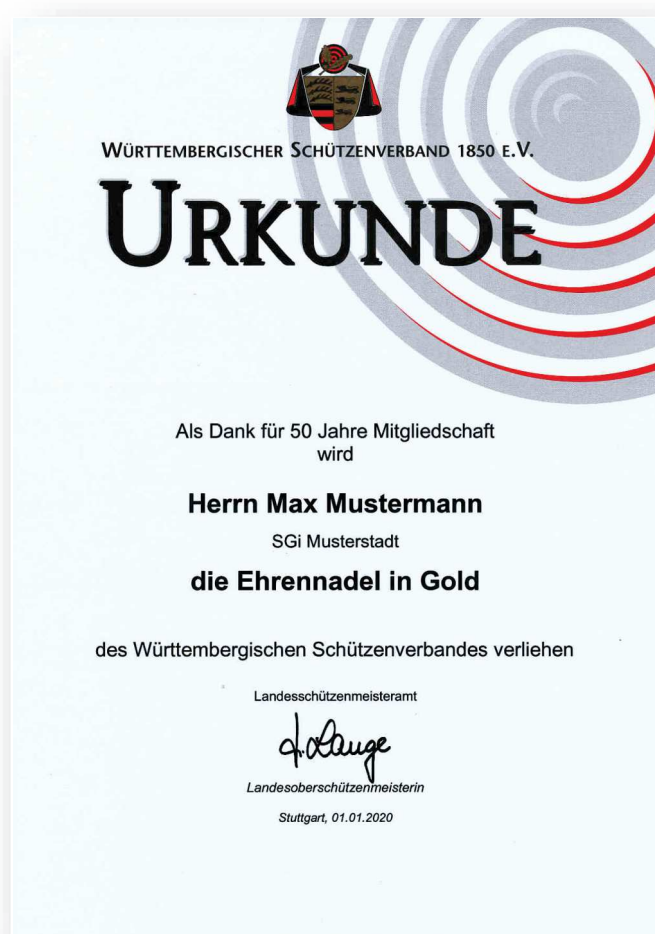 WÜRTTEMBERGISCHER SCHÜTZENVERBAND 1850 E.V.
URKUNDE
Als Dank für 50 Jahre Mitgliedschaft
wird
Herrn Max Mustermann
SGi Musterstadt
die Ehrennadel in Gold
des Württembergischen Schützenverbandes verliehen
Landesschützenmeisteramt
Landesoberschützenmeisterin
Stuttgart, 01.01.2020